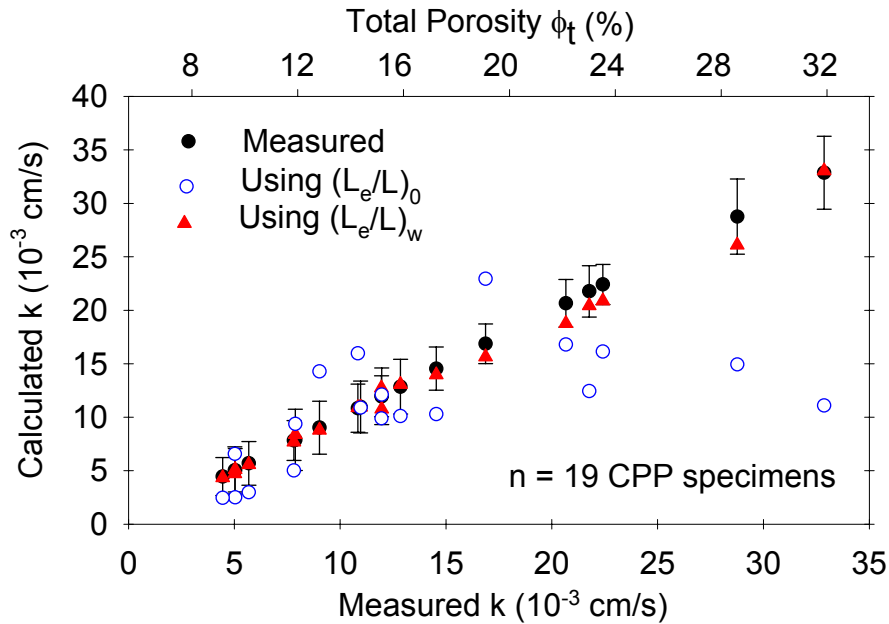 Total Porosity ϕt (%)
8 12 16 20 24 28 32
40
35
30
25
20
15
10
5
0
Calculated k (10-3 cm/s)
Measured
Using (Le/L)0
Using (Le/L)w
n = 19 CPP specimens
0 5 10 15 20 25 30 35
Measured k (10-3 cm/s)